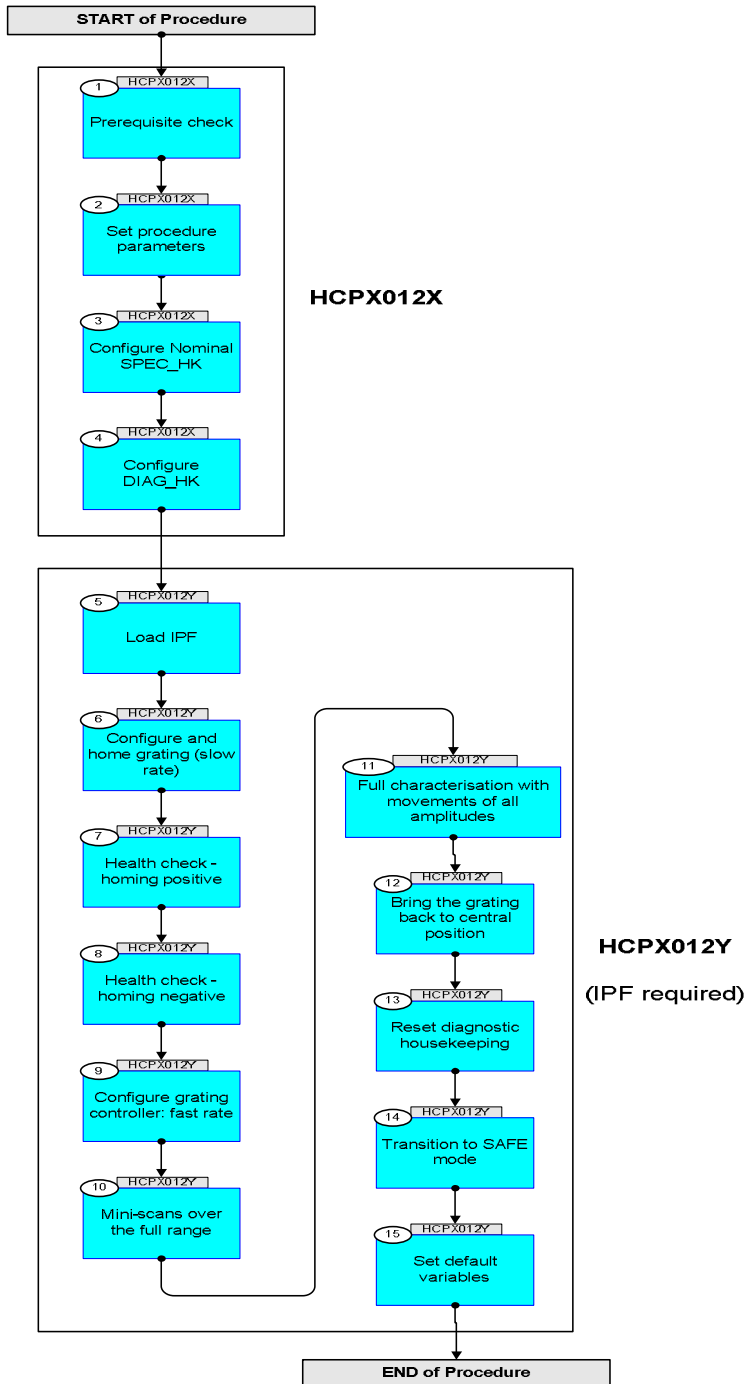 START of Procedure
HCPX012X
1
Prerequisite check
HCPX012X
2
Set procedure
parameters
HCPX012X
HCPX012X
3
Configure Nominal
SPEC_HK
HCPX012X
4
Configure
DIAG_HK
HCPX012Y
5
Load IPF
HCPX012Y
6
Configure and
home grating (slow
rate)
HCPX012Y
7
Health check -
homing positive
HCPX012Y
8
Health check -
homing negative
HCPX012Y
9
Configure grating
controller: fast rate
HCPX012Y
10
Mini-scans over
the full range
HCPX012Y
11
Full characterisation with
movements of all
amplitudes
HCPX012Y
12
Bring the grating
back to central
position
HCPX012Y
(IPF required)
HCPX012Y
13
Reset diagnostic
housekeeping
HCPX012Y
14
Transition to SAFE
mode
HCPX012Y
15
Set default
variables
END of Procedure